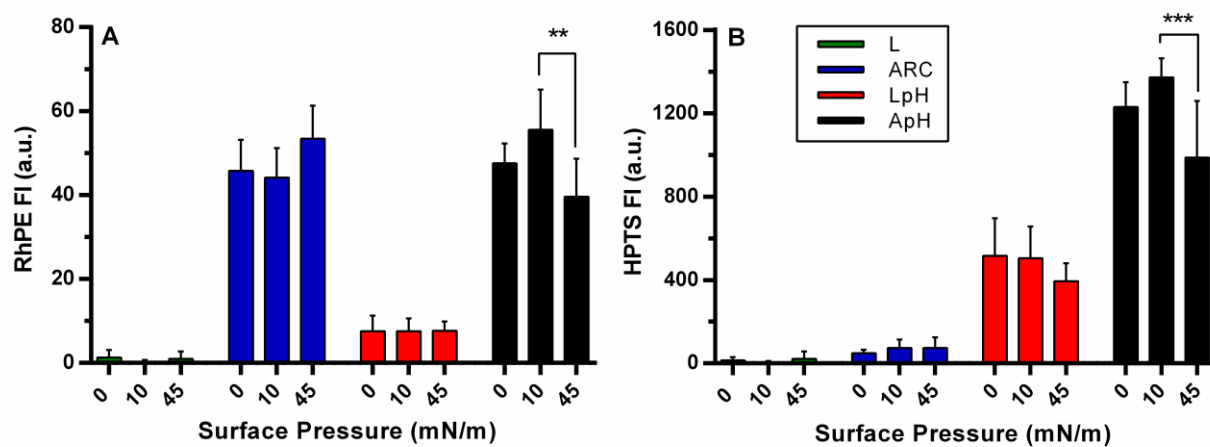 A
RhPE FI (a.u.)
80
60
40
20
0
**
0 10 45 0 10 45 0 10 45 0 10 45
Surface Pressure (mN/m)
B
HPTS FI (a.u.)
1600
1200
800
400
0
L
ARC
LpH
ApH
***
0 10 45 0 10 45 0 10 45 0 10 45
Surface Pressure (mN/m)